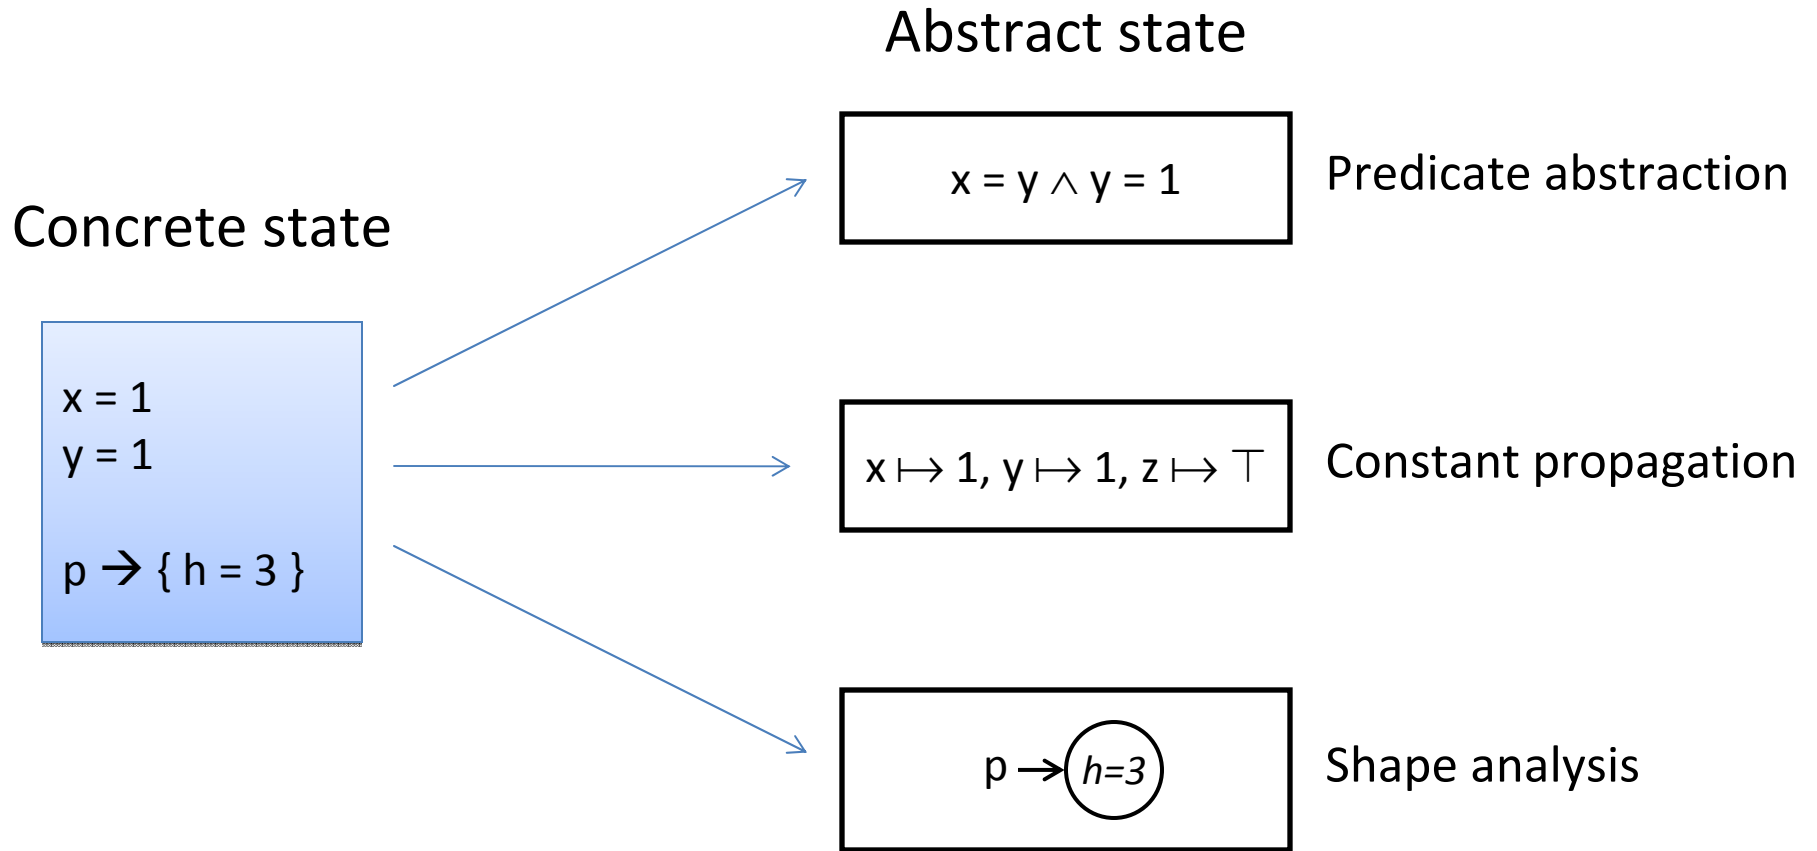 Abstract state
x = y ∧ y = 1
Predicate abstraction
Concrete state
x = 1
y = 1
p → { h = 3 }
x ↦ 1, y ↦ 1, z ↦ ⊤
Constant propagation
p → h=3
Shape analysis